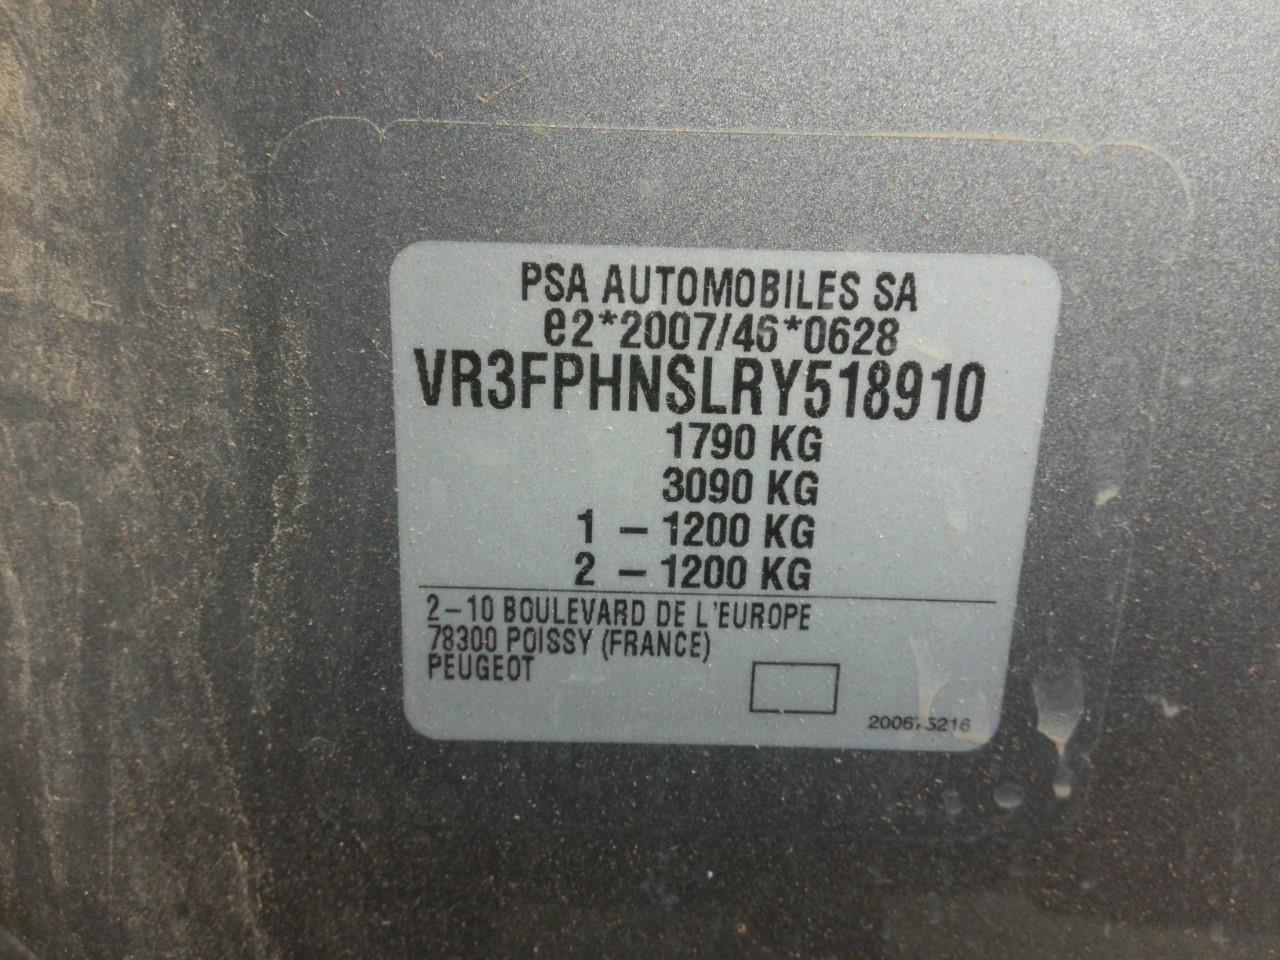 PSA AUTOMOBILES SA
e2*2007/46*0628
VR3FPHNSLRY518910
1790 KG
3090 KG
1 – 1200 KG
2 – 1200 KG
2–10 BOULEVARD DE L'EUROPE
78300 POISSY (FRANCE)
PEUGEOT